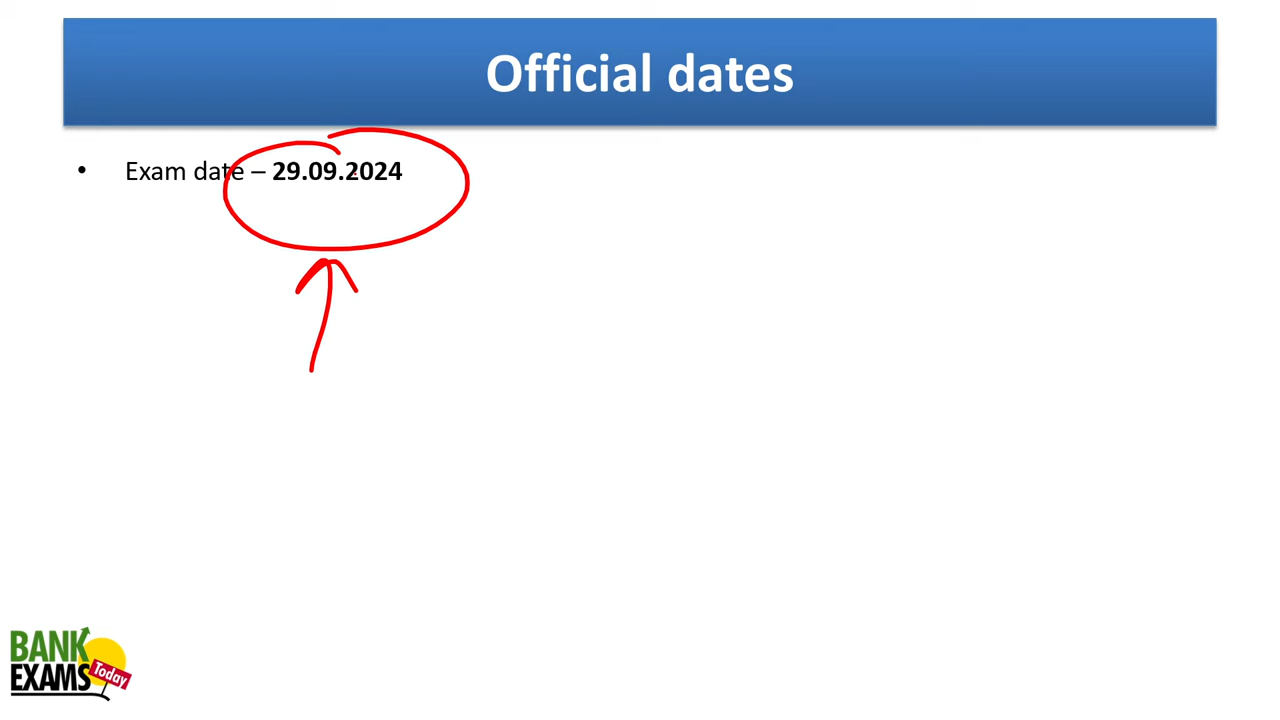 Official dates
• Exam date – 29.09.2024
BANK
EXAMS Today